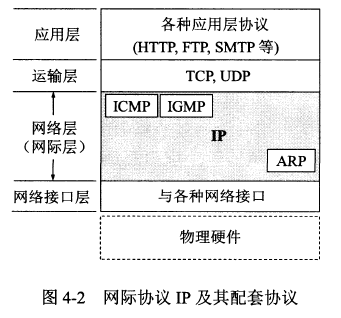 应用层
各种应用层协议
(HTTP, FTP, SMTP 等)
运输层
TCP, UDP
网络层
(网际层)
ICMP
IGMP
IP
ARP
网络接口层
与各种网络接口
物理硬件
图 4-2 网际协议 IP 及其配套协议